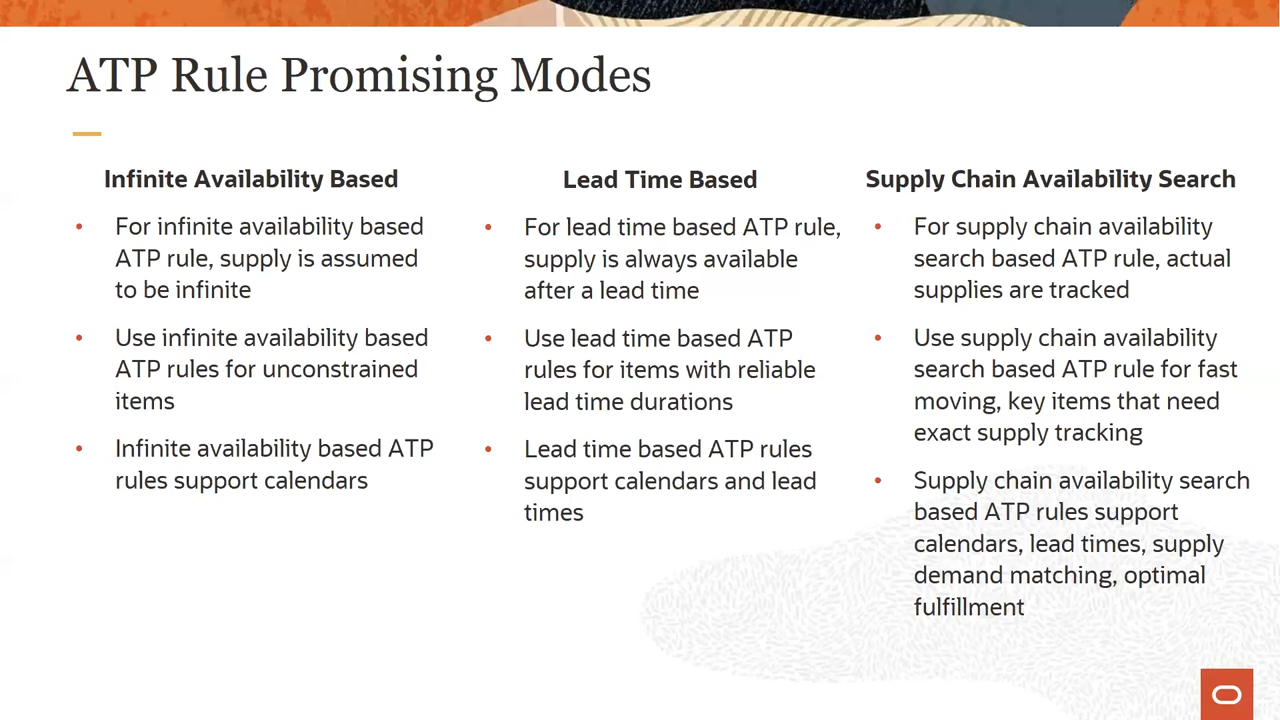 ATP Rule Promising Modes
Infinite Availability Based
• For infinite availability based
ATP rule, supply is assumed
to be infinite
• Use infinite availability based
ATP rules for unconstrained
items
• Infinite availability based ATP
rules support calendars
Lead Time Based
• For lead time based ATP rule,
supply is always available
after a lead time
• Use lead time based ATP
rules for items with reliable
lead time durations
• Lead time based ATP rules
support calendars and lead
times
Supply Chain Availability Search
• For supply chain availability
search based ATP rule, actual
supplies are tracked
• Use supply chain availability
search based ATP rule for fast
moving, key items that need
exact supply tracking
• Supply chain availability search
based ATP rules support
calendars, lead times, supply
demand matching, optimal
fulfillment